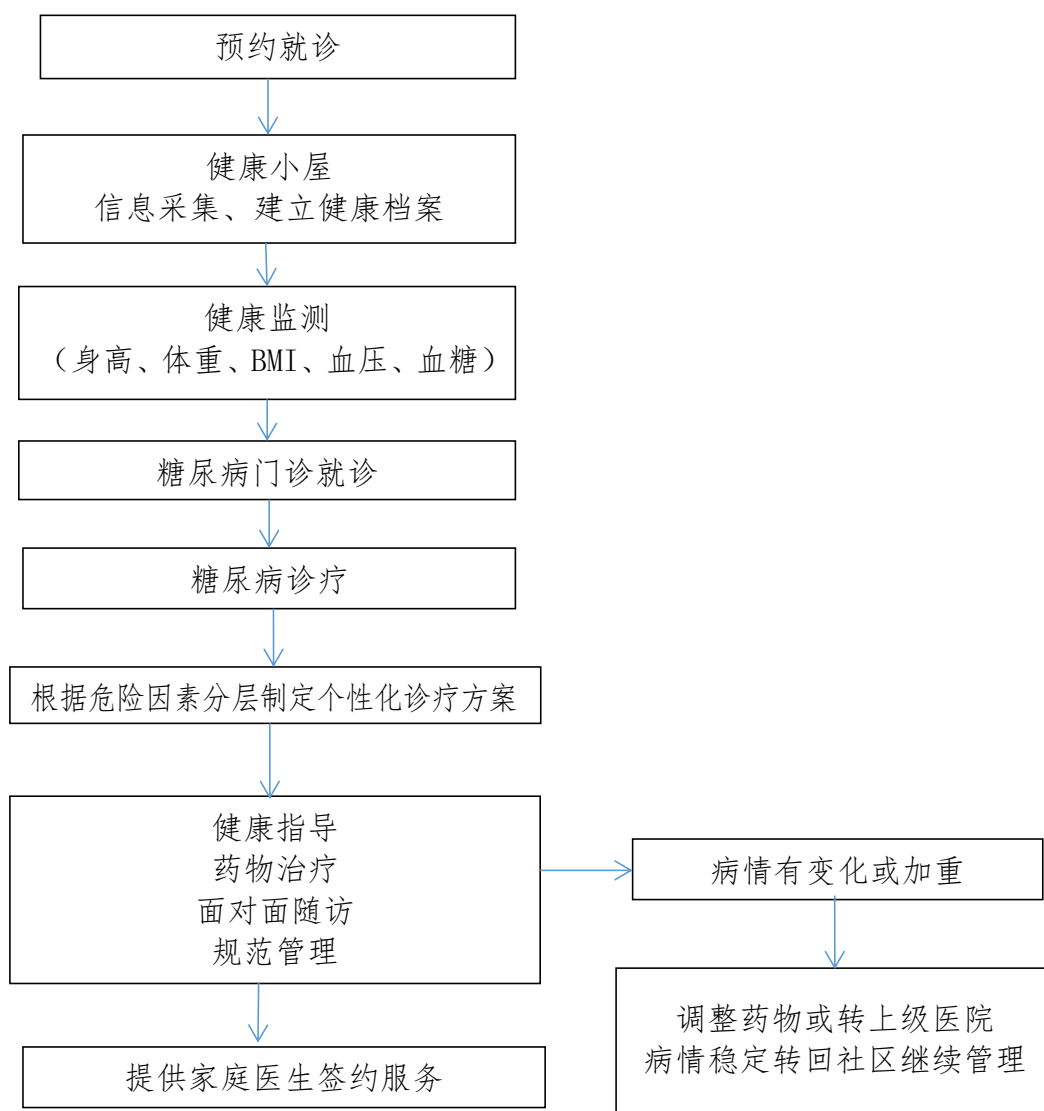 预约就诊
健康小屋
信息采集、建立健康档案
健康监测
（身高、体重、BMI、血压、血糖）
糖尿病门诊就诊
糖尿病诊疗
根据危险因素分层制定个性化诊疗方案
健康指导
药物治疗
面对面随访
规范管理
病情有变化或加重
调整药物或转上级医院
病情稳定转回社区继续管理
提供家庭医生签约服务